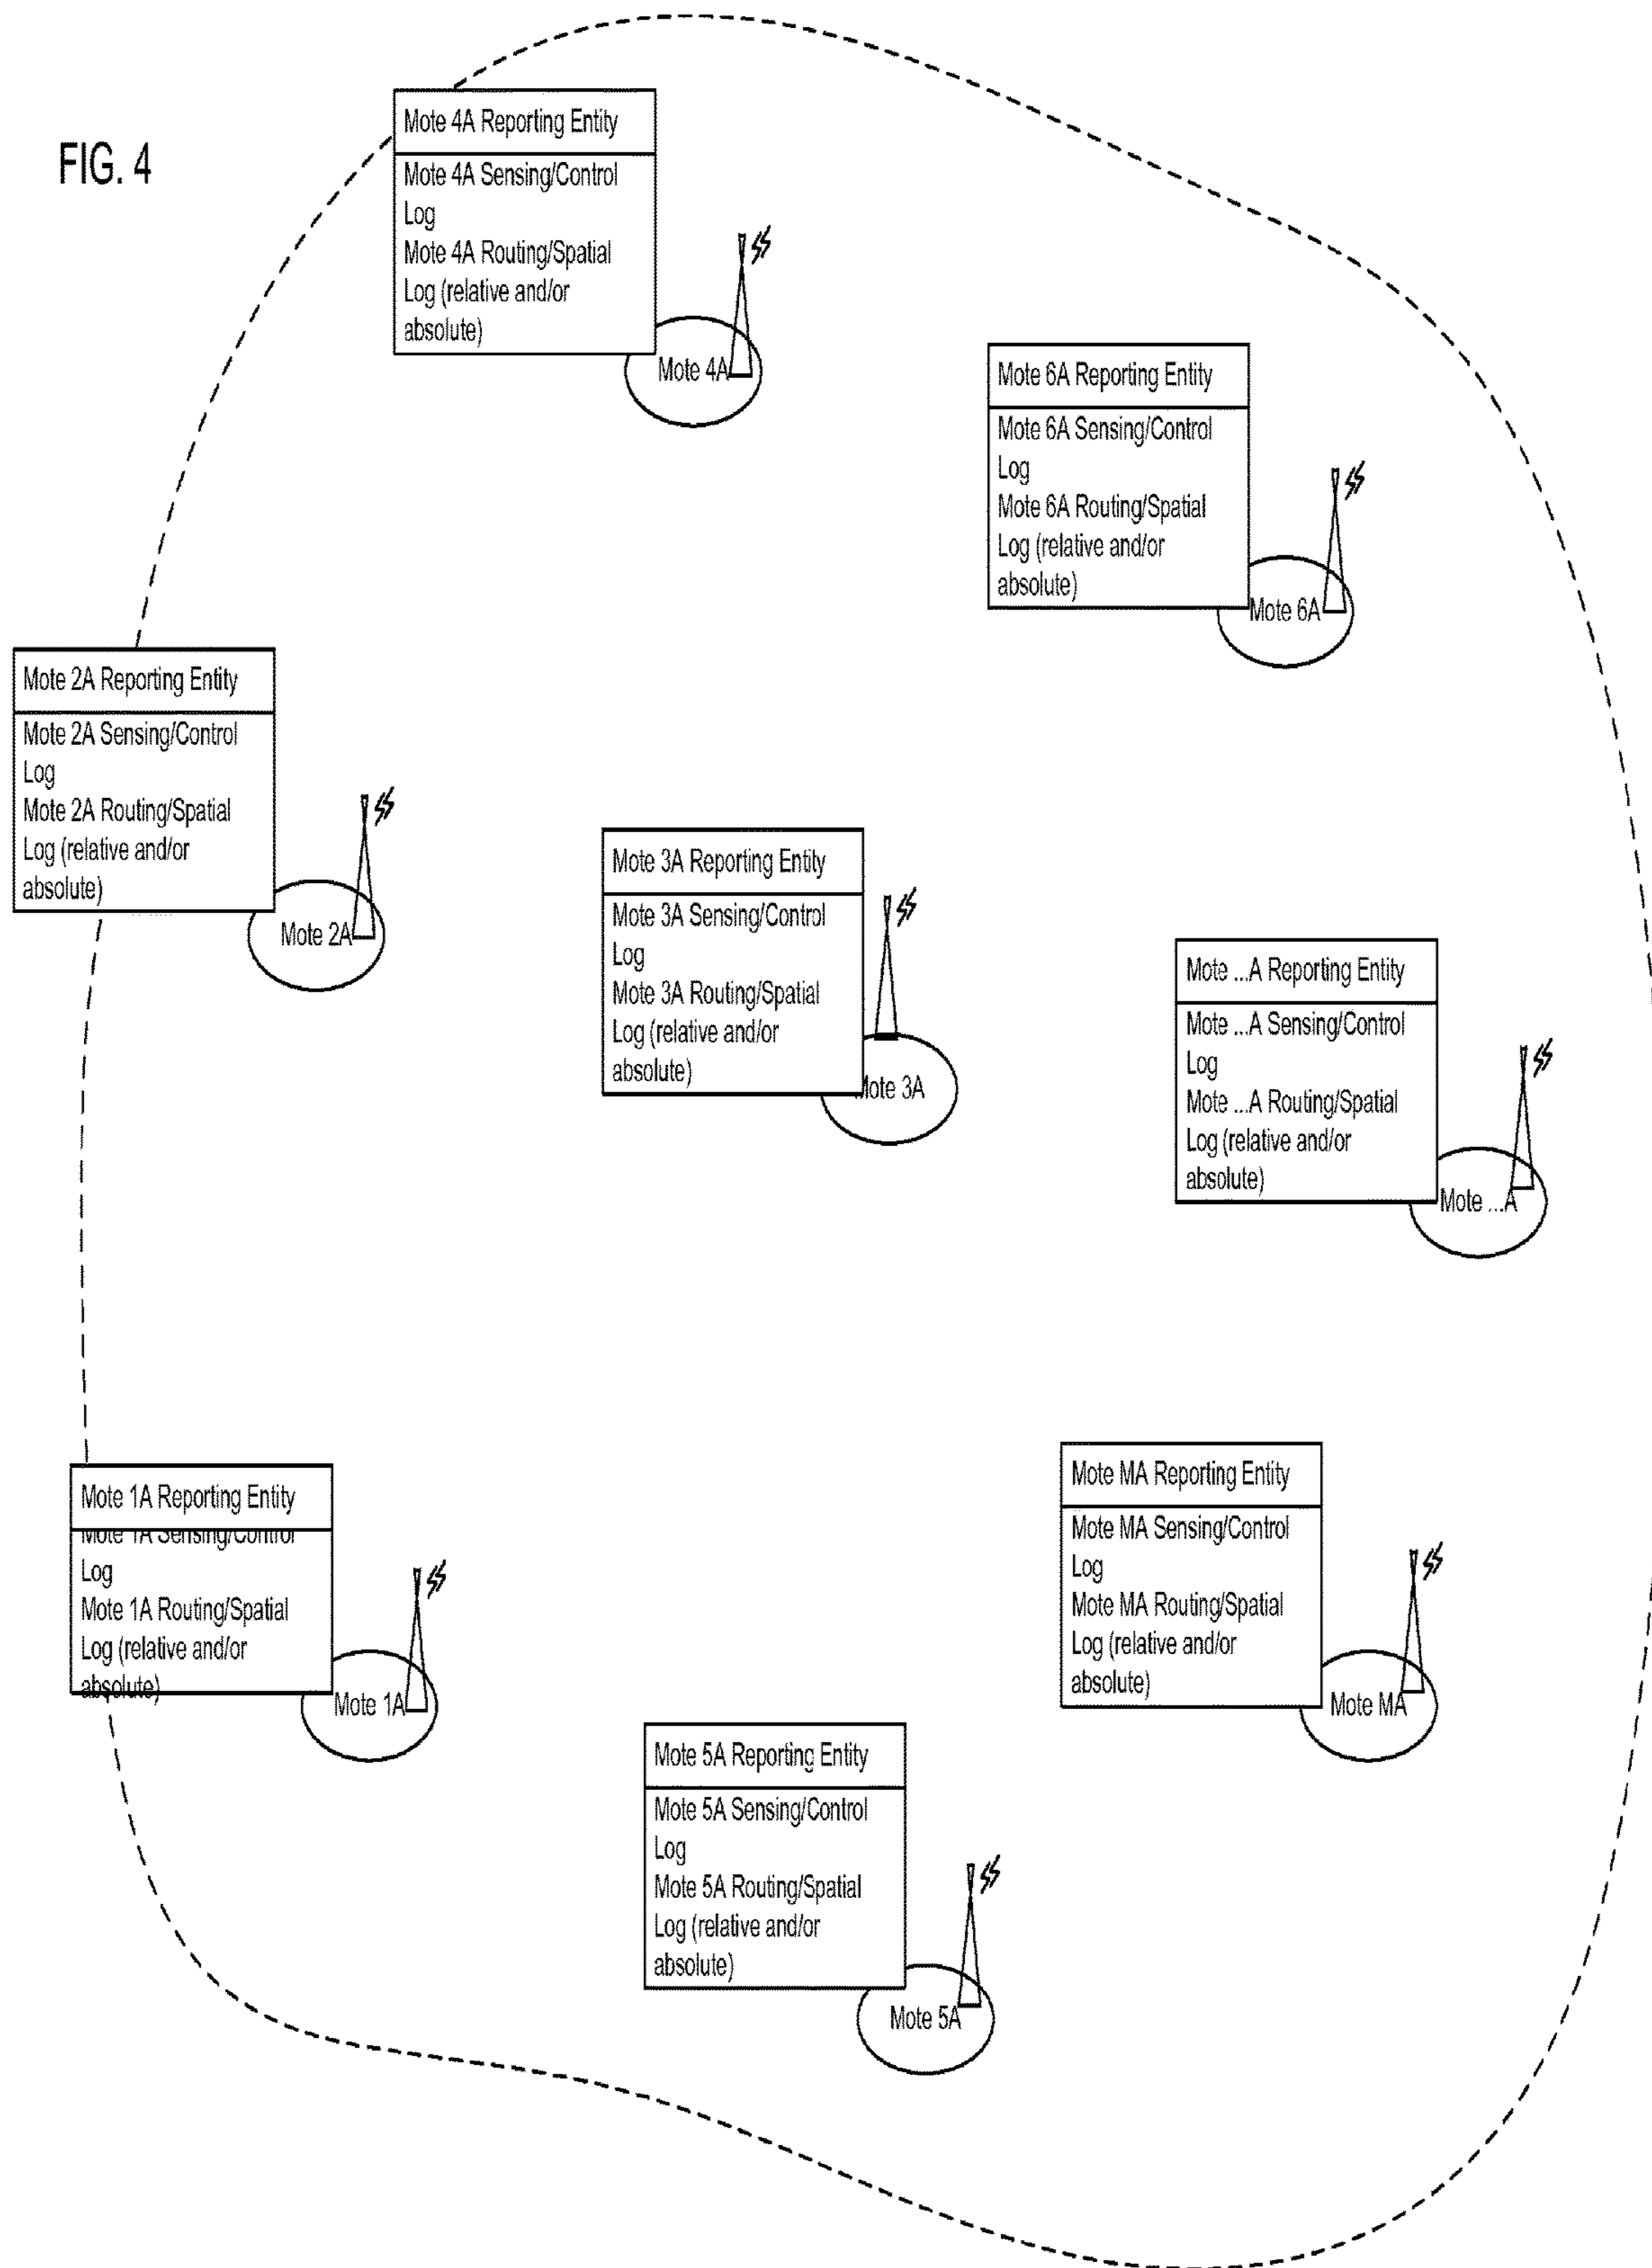 FIG. 4
Mote 4A Reporting Entity
Mote 4A Sensing/Control
Log
Mote 4A Routing/Spatial
Log (relative and/or
absolute)
Mote 4A
Mote 6A Reporting Entity
Mote 6A Sensing/Control
Log
Mote 6A Routing/Spatial
Log (relative and/or
absolute)
Mote 6A
Mote 2A Reporting Entity
Mote 2A Sensing/Control
Log
Mote 2A Routing/Spatial
Log (relative and/or
absolute)
Mote 2A
Mote 3A Reporting Entity
Mote 3A Sensing/Control
Log
Mote 3A Routing/Spatial
Log (relative and/or
absolute)
Mote 3A
Mote ...A Reporting Entity
Mote ...A Sensing/Control
Log
Mote ...A Routing/Spatial
Log (relative and/or
absolute)
Mote ...A
Mote 1A Reporting Entity
Mote 1A Sensing/Control
Log
Mote 1A Routing/Spatial
Log (relative and/or
absolute)
Mote 1A
Mote MA Reporting Entity
Mote MA Sensing/Control
Log
Mote MA Routing/Spatial
Log (relative and/or
absolute)
Mote MA
Mote 5A Reporting Entity
Mote 5A Sensing/Control
Log
Mote 5A Routing/Spatial
Log (relative and/or
absolute)
Mote 5A